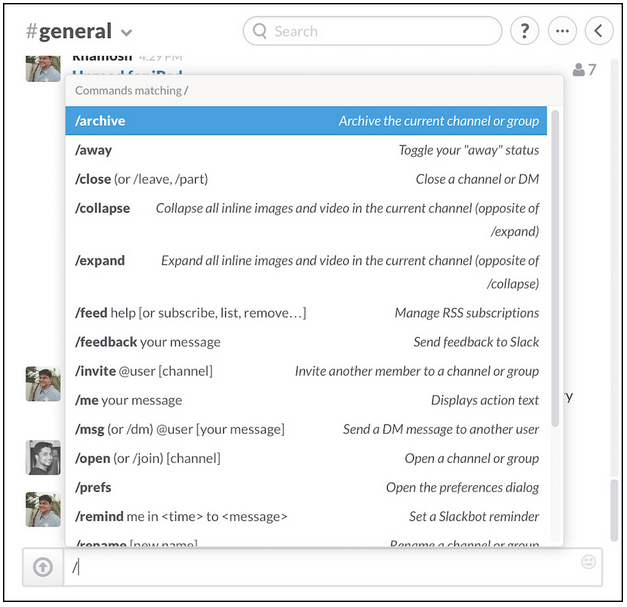 #general
Search
?
...
7
Khamosh 4:29 PM
Unread for iPad
Commands matching /
/archive Archive the current channel or group
/away Toggle your "away" status
/close (or /leave, /part) Close a channel or DM
/collapse Collapse all inline images and video in the current channel (opposite of
/expand)
/expand Expand all inline images and video in the current channel (opposite of
/collapse)
/feed help [or subscribe, list, remove…] Manage RSS subscriptions
/feedback your message Send feedback to Slack
/invite @user [channel] Invite another member to a channel or group
/me your message Displays action text
y
/msg (or /dm) @user [your message] Send a DM message to another user
/open (or /join) [channel] Open a channel or group
/prefs Open the preferences dialog
/remind me in <time> to <message> Set a Slackbot reminder
/rename [new name] Rename a channel or group
/